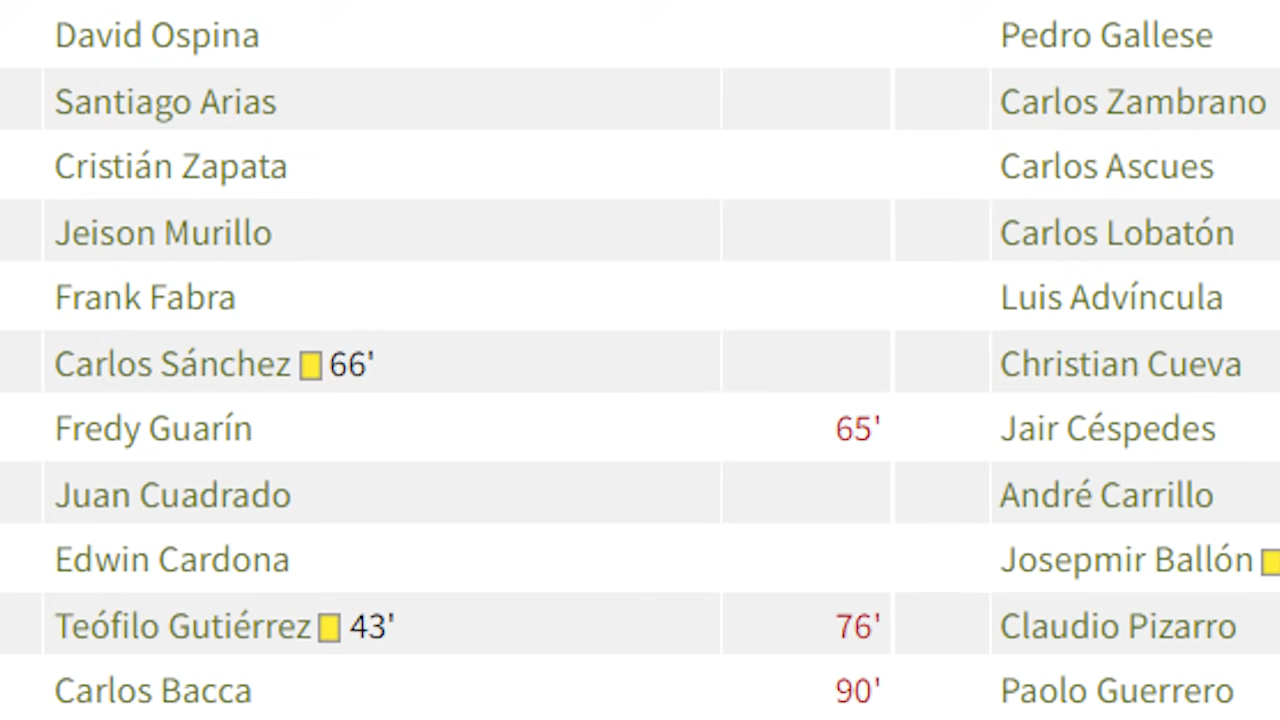 David Ospina Pedro Gallese
Santiago Arias Carlos Zambrano
Cristián Zapata Carlos Ascues
Jeison Murillo Carlos Lobatón
Frank Fabra Luis Advíncula
Carlos Sánchez 66' Christian Cueva
Fredy Guarín 65' Jair Céspedes
Juan Cuadrado André Carrillo
Edwin Cardona Josepmir Ballón
Teófilo Gutiérrez 43' 76' Claudio Pizarro
Carlos Bacca 90' Paolo Guerrero